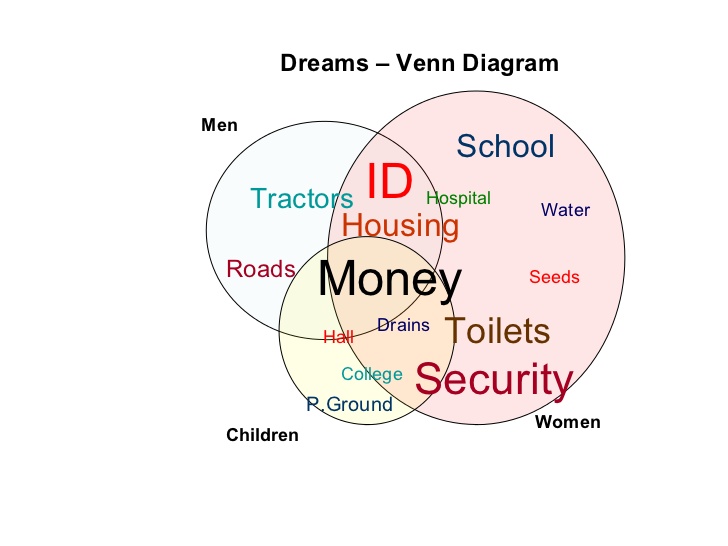 Dreams – Venn Diagram
Men
School
ID
Tractors
Hospital
Water
Housing
Roads
Money
Seeds
Hall
Drains
Toilets
College
Security
P.Ground
Women
Children